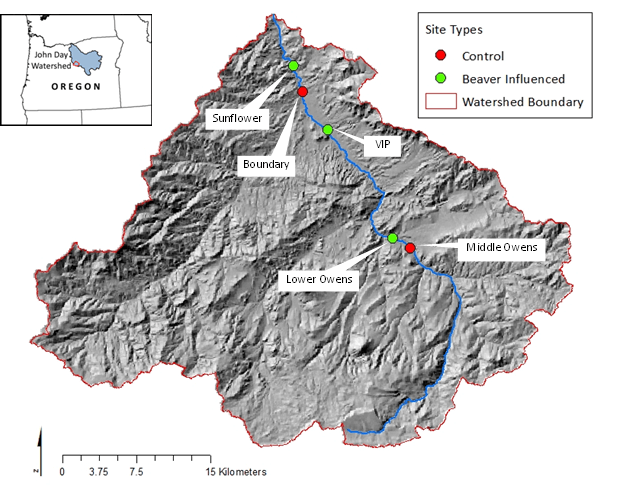 John Day
Watershed
OREGON
Site Types
Control
Beaver Influenced
Watershed Boundary
Sunflower
Boundary
VIP
Middle Owens
Lower Owens
N
0 3.75 7.5 15 Kilometers